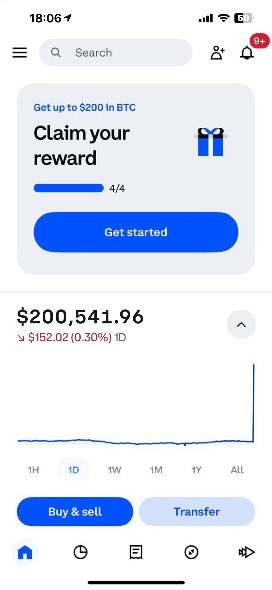 18:06
60
Search
9+
Get up to $200 in BTC
Claim your
reward
4/4
Get started
$200,541.96
↘ $152.02 (0.30%) 1D
1H 1D 1W 1M 1Y All
Buy & sell Transfer